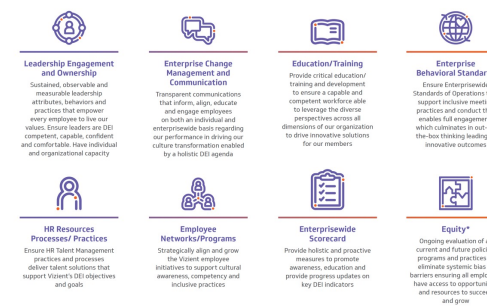 Leadership Engagement
and Ownership
Sustained, observable and
measurable leadership
attributes, behaviors and
practices that empower
every employee to live our
values. Ensure leaders are DEI
competent, capable, confident
and comfortable. Have individual
and organizational capacity
Enterprise Change
Management and
Communication
Transparent communications
that inform, align, educate
and engage employees
on both an individual and
enterprisewide basis regarding
our performance in driving our
culture transformation enabled
by a holistic DEI agenda
Education/Training
Provide critical education/
training and development
to ensure a capable and
competent workforce able
to leverage the diverse
perspectives across all
dimensions of our organization
to drive innovative solutions
for our members
Enterprise
Behavioral Standar
Ensure Enterprisewid
Standards of Operations
support inclusive meeti
practices and conduct th
enables full engagemen
which culminates in out-
the-box thinking leading
innovative outcomes
HR Resources
Processes/ Practices
Ensure HR Talent Management
practices and processes
deliver talent solutions that
support Vizient's DEI objectives
and goals
Employee
Networks/Programs
Strategically align and grow
the Vizient employee
initiatives to support cultural
awareness, competency and
inclusive practices
Enterprisewide
Scorecard
Provide holistic and proactive
measures to promote
awareness, education and
provide progress updates on
key DEI indicators
Equity*
Ongoing evaluation of a
current and future polici
programs and practices
eliminate systemic bias
barriers ensuring all employ
have access to opportuni
and resources to succe
and grow